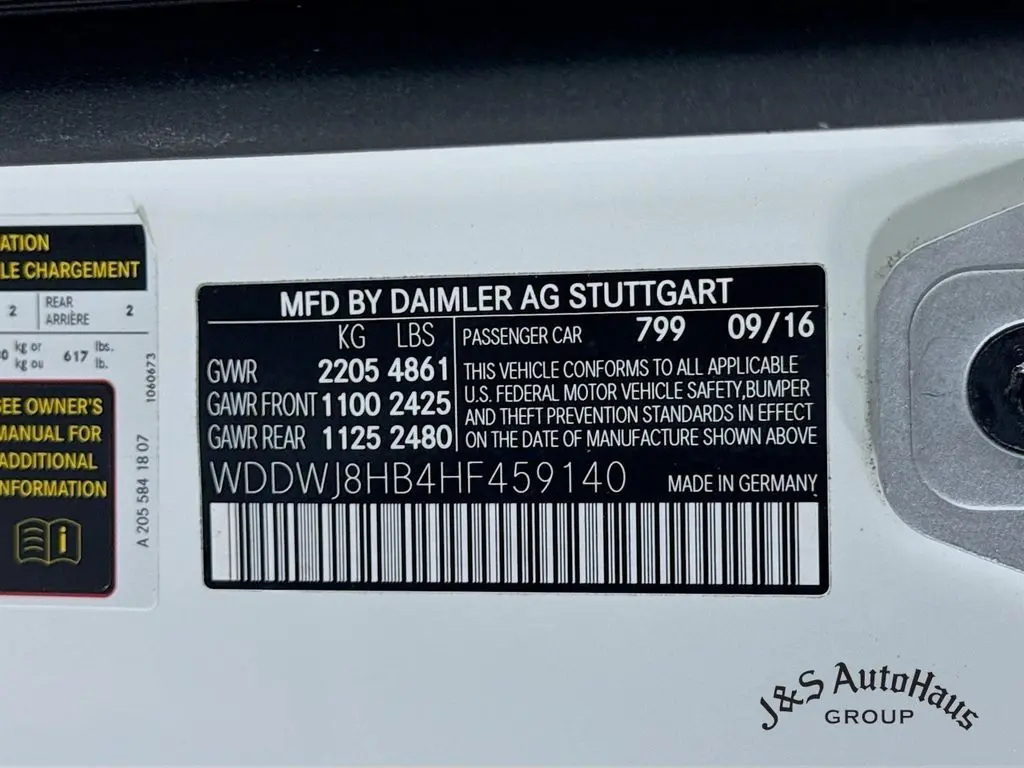 ATION
LE CHARGEMENT
2 REAR ARRIÈRE 2
kg or 617 lbs.
kg ou lb.
SEE OWNER'S
MANUAL FOR
ADDITIONAL
INFORMATION
i
A 205 584 18 07
1060673
MFD BY DAIMLER AG STUTTGART
KG LBS
GVWR 2205 4861
GAWR FRONT 1100 2425
GAWR REAR 1125 2480
PASSENGER CAR 799 09/16
THIS VEHICLE CONFORMS TO ALL APPLICABLE
U.S. FEDERAL MOTOR VEHICLE SAFETY,BUMPER
AND THEFT PREVENTION STANDARDS IN EFFECT
ON THE DATE OF MANUFACTURE SHOWN ABOVE
WDDWJ8HB4HF459140 MADE IN GERMANY
J&S AutoHaus
GROUP